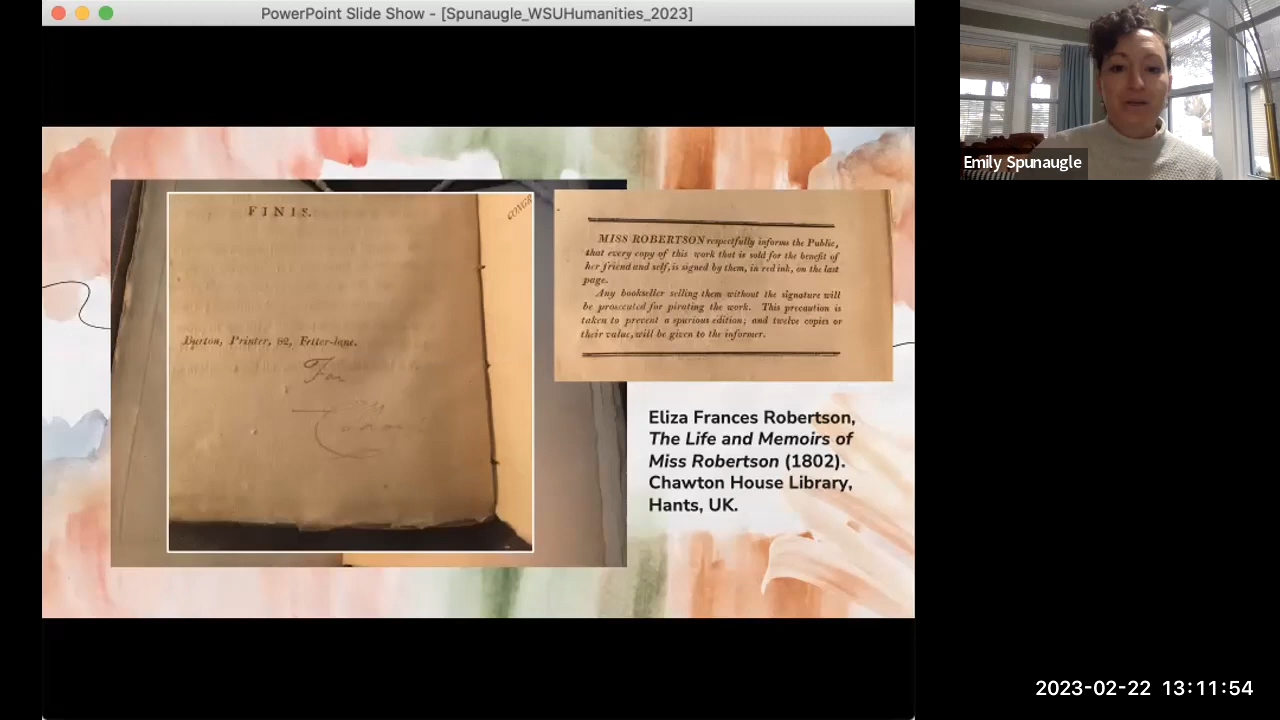 PowerPoint Slide Show - [Spunaugle_WSUHumanities_2023]
Emily Spunaugle
FINIS.
CONGR
Burton, Printer, 82, Fetter-lane.
For
MISS ROBERTSON respectfully informs the Public,
that every copy of this work that is sold for the benefit of
her friend and self, is signed by them, in red ink, on the last
page.
Any bookseller selling them without the signature will
be prosecuted for pirating the work. This precaution is
taken to prevent a spurious edition; and twelve copies or
their value, will be given to the informer.
Eliza Frances Robertson,
The Life and Memoirs of
Miss Robertson (1802).
Chawton House Library,
Hants, UK.
2023-02-22 13:11:54